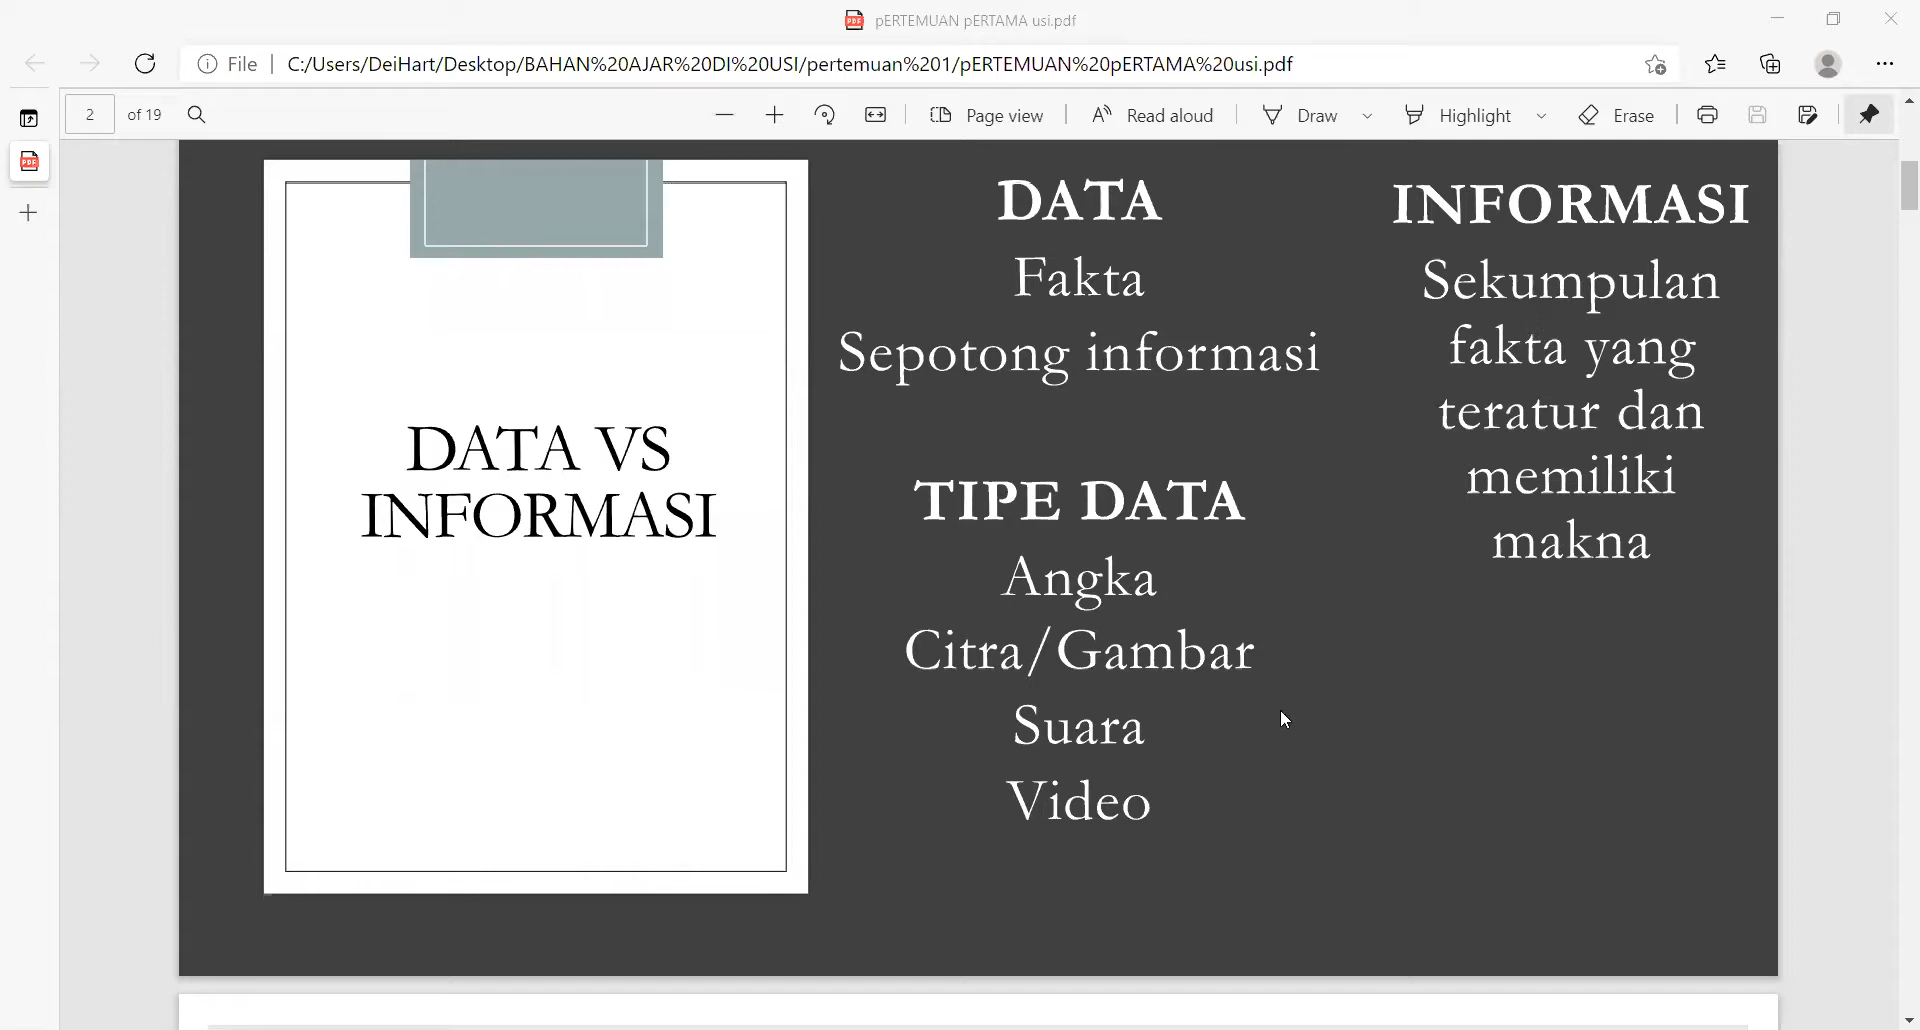 pERTEMUAN pERTAMA usi.pdf
File | C:/Users/DeiHart/Desktop/BAHAN%20AJAR%20DI%20USI/pertemuan%201/pERTEMUAN%20pERTAMA%20usi.pdf
2 of 19 Page view Read aloud Draw Highlight Erase
DATA VS
INFORMASI
DATA
Fakta
Sepotong informasi
TIPE DATA
Angka
Citra/Gambar
Suara
Video
INFORMASI
Sekumpulan
fakta yang
teratur dan
memiliki
makna